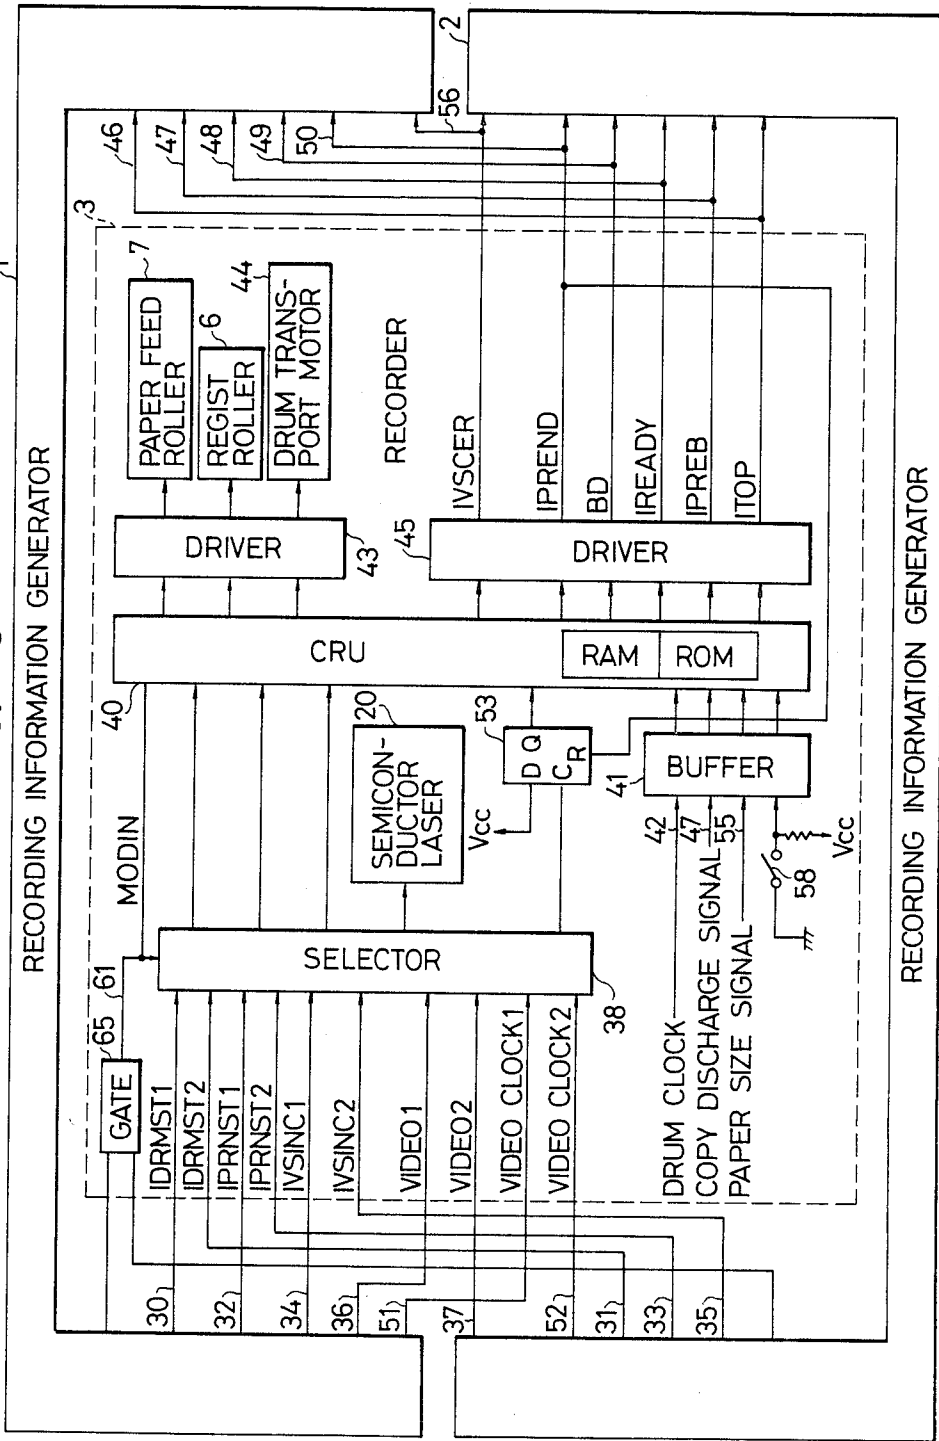 RECORDING INFORMATION GENERATOR
1
3
GATE
65
61
MODIN
IDRMST1
IDRMST2
IPRNST1
IPRNST2
IVSINC1
IVSINC2
VIDEO1
VIDEO2
VIDEO CLOCK1
VIDEO CLOCK2
30
32
34
36
51
37
52
31
33
35
SELECTOR
38
SEMICON-
DUCTOR
LASER
20
Vcc
D Q
C R
53
DRUM CLOCK
COPY DISCHARGE SIGNAL
PAPER SIZE SIGNAL
42
47
55
BUFFER
41
58
Vcc
40
CRU
RAM
ROM
DRIVER
43
PAPER FEED
ROLLER
7
REGIST
ROLLER
6
DRUM TRANS-
PORT MOTOR
44
RECORDER
45
DRIVER
IVSCER
IPREND
BD
IREADY
IPREB
ITOP
46
47
48
49
50
56
2
RECORDING INFORMATION GENERATOR